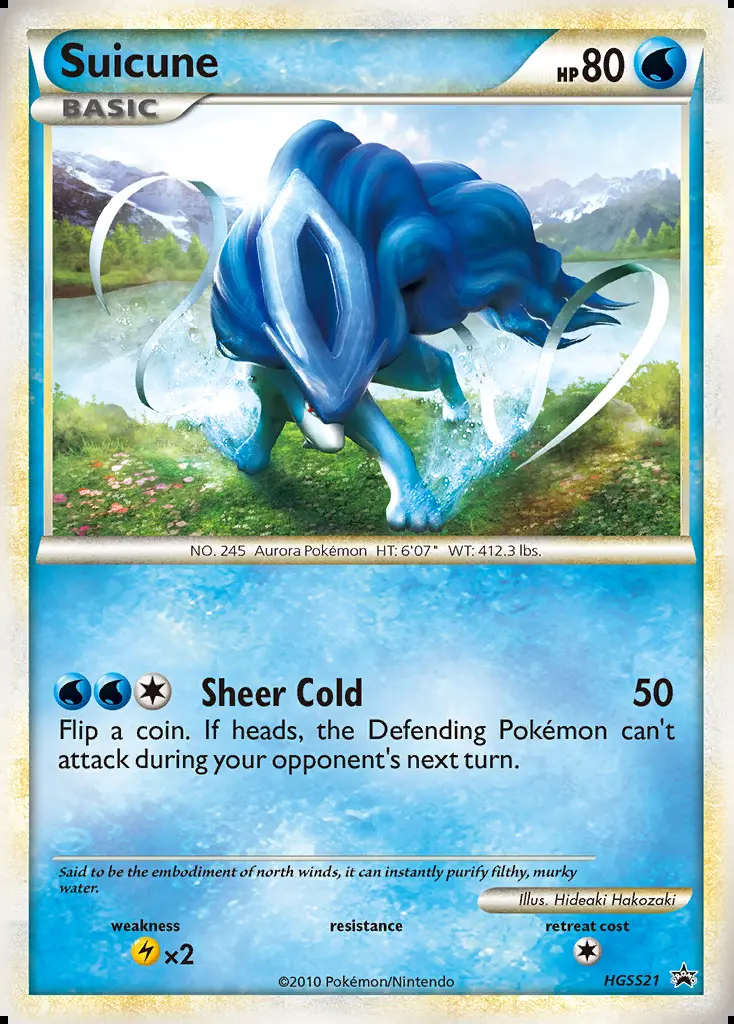 Suicune
HP 80
BASIC
NO. 245 Aurora Pokémon HT: 6'07" WT: 412.3 lbs.
Sheer Cold 50
Flip a coin. If heads, the Defending Pokémon can't
attack during your opponent's next turn.
Said to be the embodiment of north winds, it can instantly purify filthy, murky
water.
Illus. Hideaki Hakozaki
weakness resistance retreat cost
×2
©2010 Pokémon/Nintendo HGSS21
PROMO